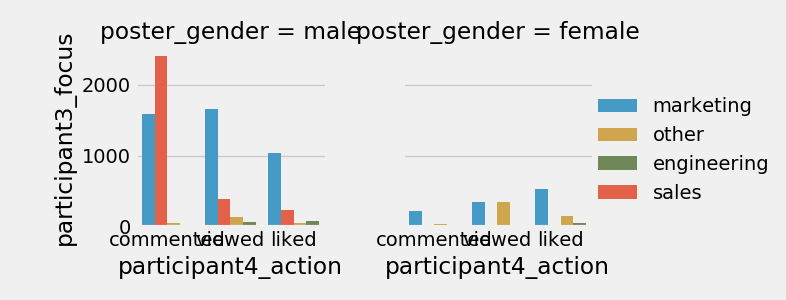 poster_gender = male
poster_gender = female
participant3_focus
2000
1000
0
commented
viewed
liked
commented
viewed
liked
participant4_action
participant4_action
marketing
other
engineering
sales